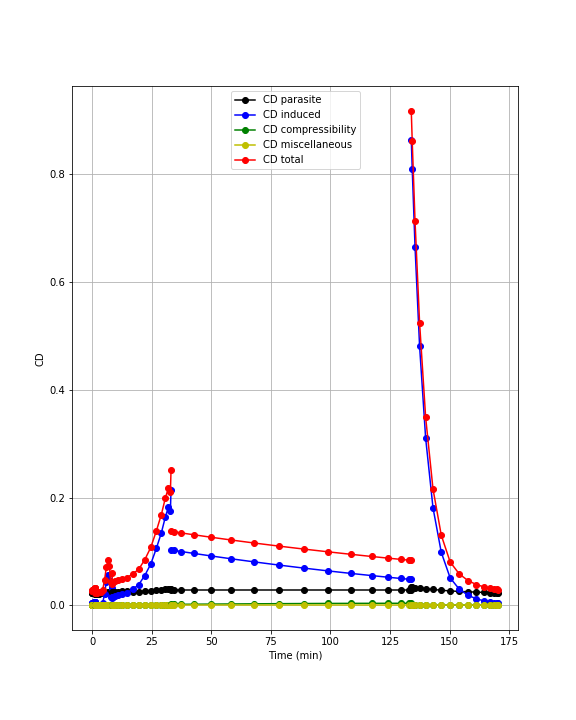 CD parasite
CD induced
CD compressibility
CD miscellaneous
CD total
0.8
0.6
0.4
0.2
0.0
CD
0 25 50 75 100 125 150 175
Time (min)